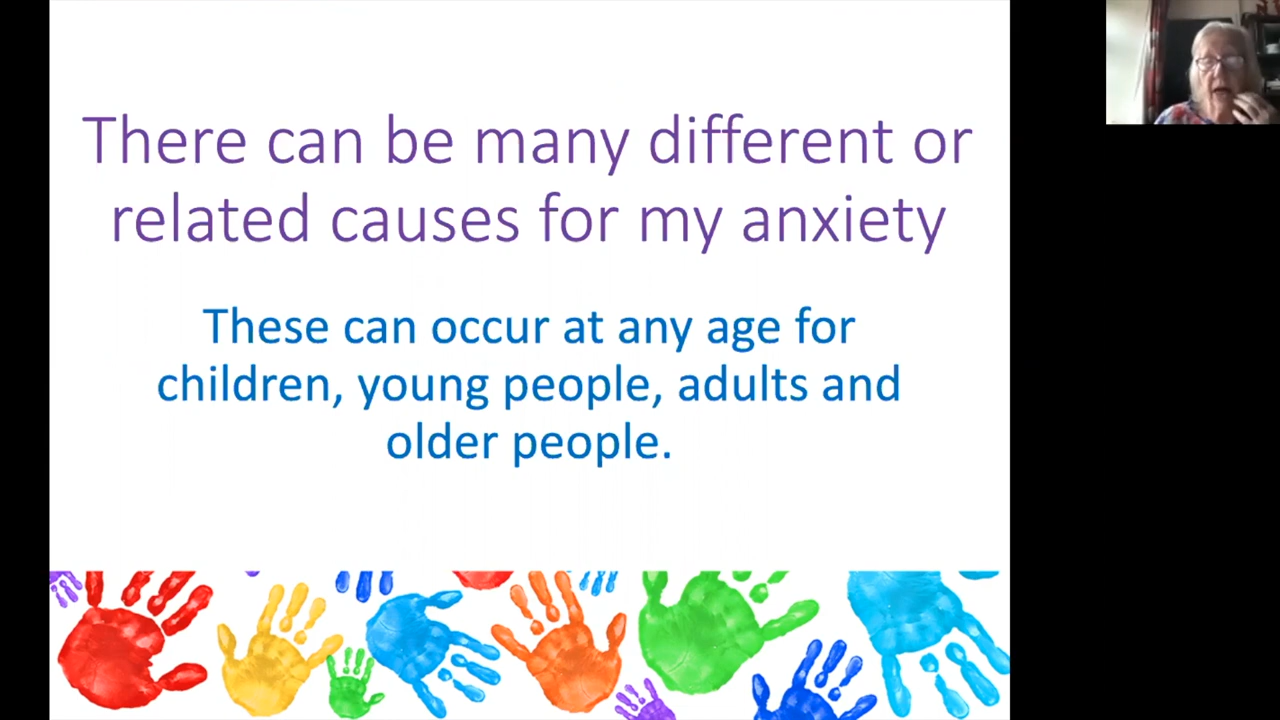 There can be many different or
related causes for my anxiety
These can occur at any age for
children, young people, adults and
older people.